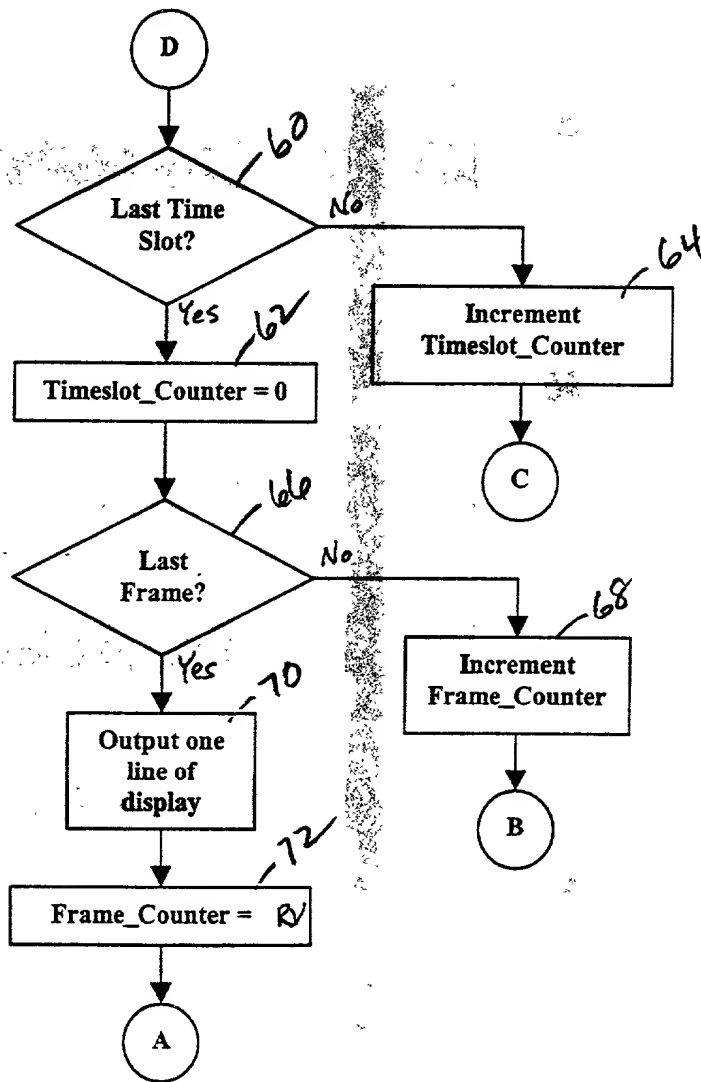 D
60
Last Time
Slot?
No
64
Yes
62
Increment
Timeslot_Counter
Timeslot_Counter = 0
C
66
Last
Frame?
No
68
Yes
70
Increment
Frame_Counter
Output one
line of
display
B
72
Frame_Counter = RV
A